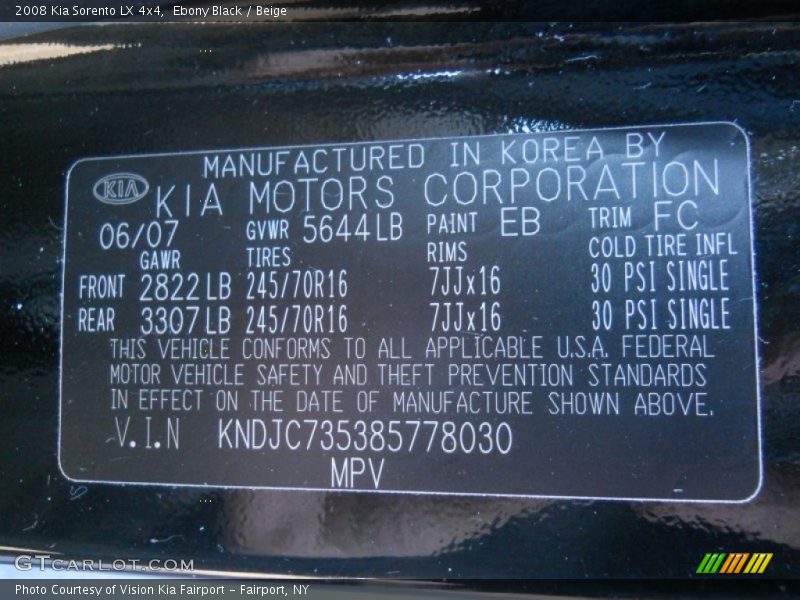 2008 Kia Sorento LX 4x4, Ebony Black / Beige
MANUFACTURED IN KOREA BY
KIA KIA MOTORS CORPORATION
06/07 GVWR 5644LB PAINT EB TRIM FC
GAWR TIRES RIMS COLD TIRE INFL
FRONT 2822LB 245/70R16 7JJx16 30 PSI SINGLE
REAR 3307LB 245/70R16 7JJx16 30 PSI SINGLE
THIS VEHICLE CONFORMS TO ALL APPLICABLE U.S.A. FEDERAL
MOTOR VEHICLE SAFETY AND THEFT PREVENTION STANDARDS
IN EFFECT ON THE DATE OF MANUFACTURE SHOWN ABOVE.
V.I.N KNDJC735385778030
MPV
GTCARLOT.COM
Photo Courtesy of Vision Kia Fairport - Fairport, NY